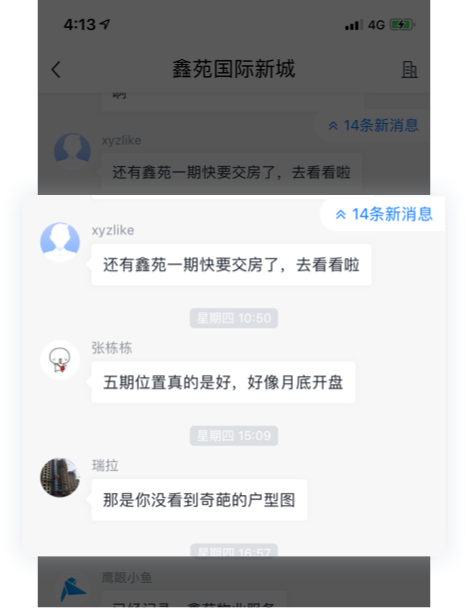 4:13
4G
鑫苑国际新城
14条新消息
xyzlike
还有鑫苑一期快要交房了，去看看啦
14条新消息
xyzlike
还有鑫苑一期快要交房了，去看看啦
星期四 10:50
张栋栋
五期位置真的是好，好像月底开盘
星期四 15:09
瑞拉
那是你没看到奇葩的户型图
星期四 16:57
鹰眼小鱼